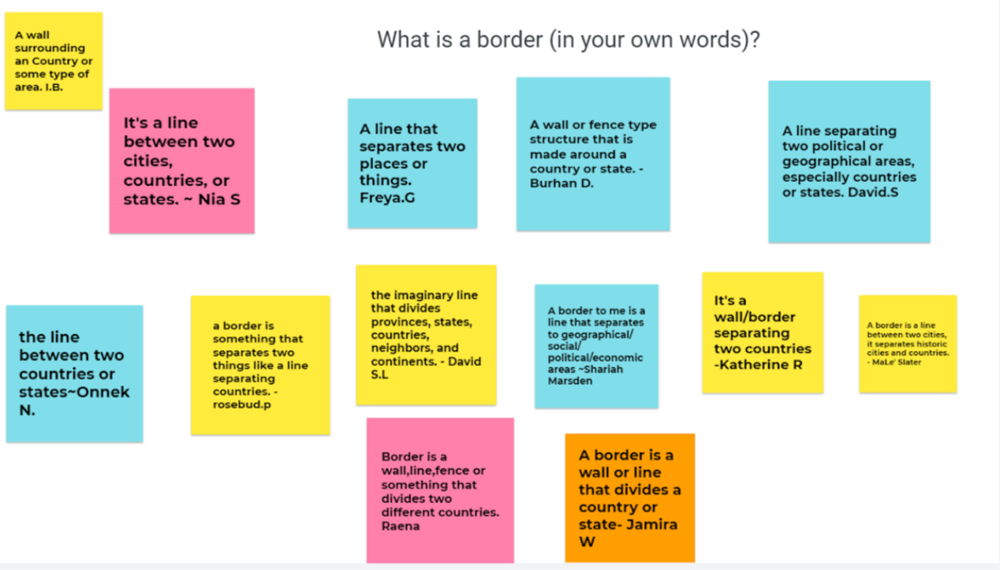 What is a border (in your own words)?
A wall
surrounding
an Country or
some type of
area. I.B.
It's a line
between two
cities,
countries, or
states. ~ Nia S
A line that
separates two
places or
things.
Freya.G
A wall or fence type
structure that is
made around a
country or state. -
Burhan D.
A line separating
two political or
geographical areas,
especially countries
or states. David.S
the line
between two
countries or
states~Onnek
N.
a border is
something that
separates two
things like a line
separating
countries. -
rosebud.p
the imaginary line
that divides
provinces, states,
countries,
neighbors, and
continents. - David
S.L
A border to me is a
line that separates
to geographical/
social/
political/economic
areas ~Shariah
Marsden
It's a
wall/border
separating
two countries
-Katherine R
A border is a line
between two cities,
it separates historic
cities and countries.
- MaLe' Slater
Border is a
wall,line,fence or
something that
divides two
different countries.
Raena
A border is a
wall or line
that divides a
country or
state- Jamira
W